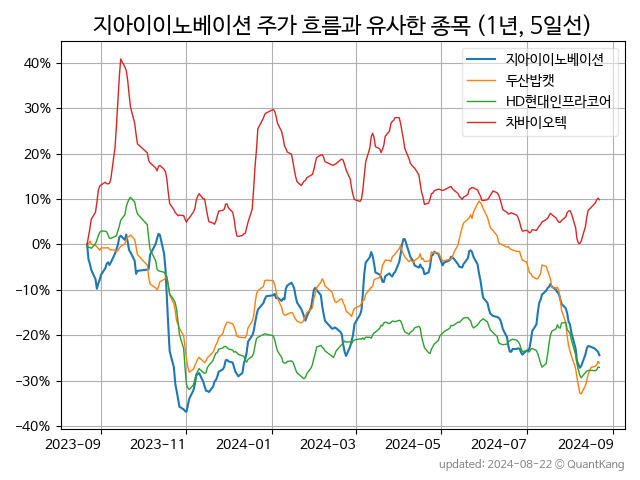 지아이이노베이션 주가 흐름과 유사한 종목 (1년, 5일선)
지아이이노베이션
두산밥캣
HD현대인프라코어
차바이오텍
40%
30%
20%
10%
0%
−10%
−20%
−30%
−40%
2023-09
2023-11
2024-01
2024-03
2024-05
2024-07
2024-09
updated: 2024-08-22 © QuantKang